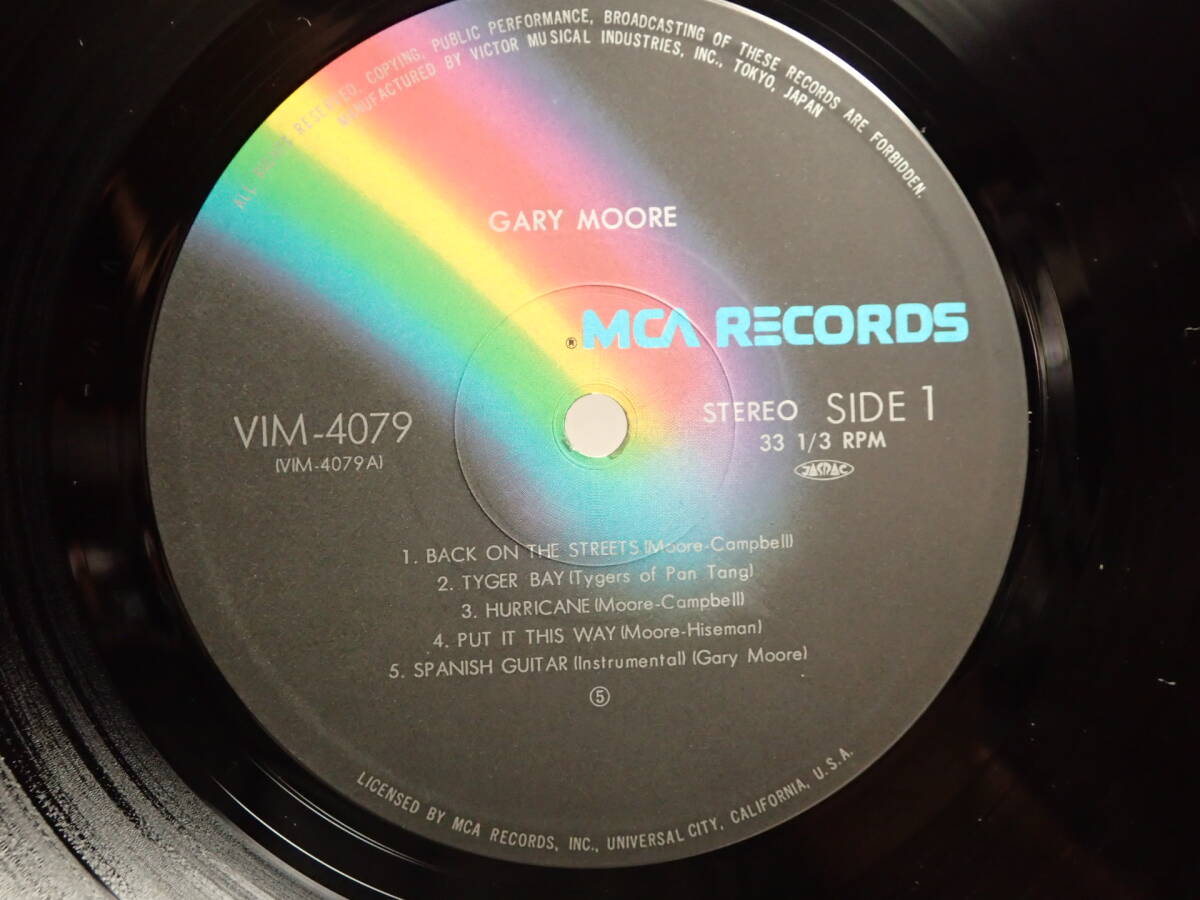 ALL RIGHTS RESERVED. COPYING, PUBLIC PERFORMANCE, BROADCASTING OF THESE RECORDS ARE FORBIDDEN.
MANUFACTURED BY VICTOR MUSICAL INDUSTRIES, INC., TOKYO, JAPAN
GARY MOORE
® MCA RECORDS
VIM-4079
(VIM-4079A)
STEREO SIDE 1
33 1/3 RPM
JASRAC
1. BACK ON THE STREETS (Moore-Campbell)
2. TYGER BAY (Tygers of Pan Tang)
3. HURRICANE (Moore-Campbell)
4. PUT IT THIS WAY (Moore-Hiseman)
5. SPANISH GUITAR (Instrumental) (Gary Moore)
⑤
LICENSED BY MCA RECORDS, INC., UNIVERSAL CITY, CALIFORNIA, U.S.A.